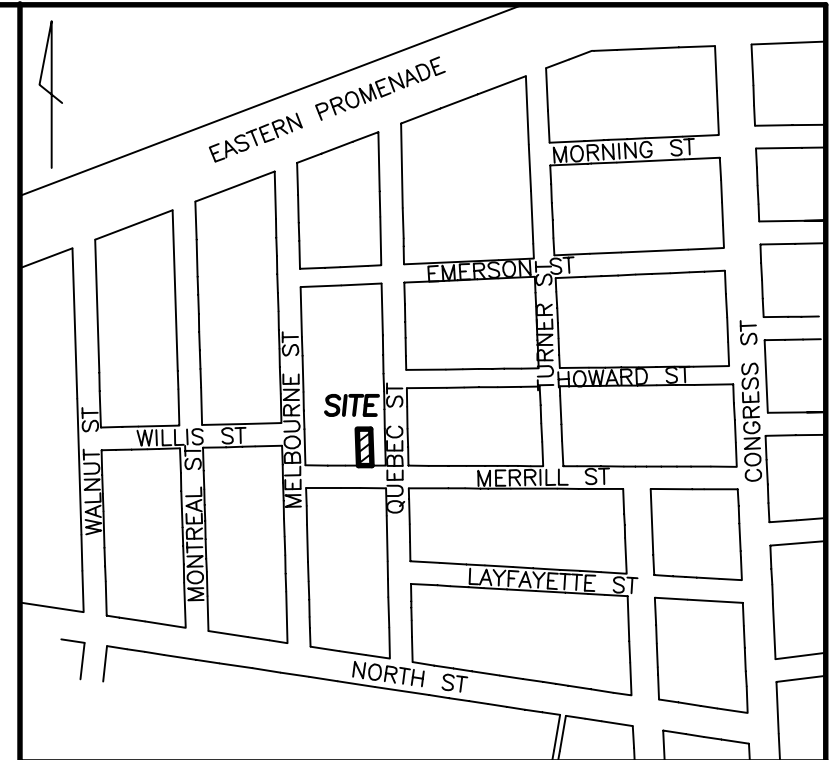 EASTERN PROMENADE
MORNING ST
EMERSON ST
TURNER ST
HOWARD ST
CONGRESS ST
MELBOURNE ST
SITE
QUEBEC ST
WALNUT ST
WILLIS ST
MONTREAL ST
MERRILL ST
LAYFAYETTE ST
NORTH ST